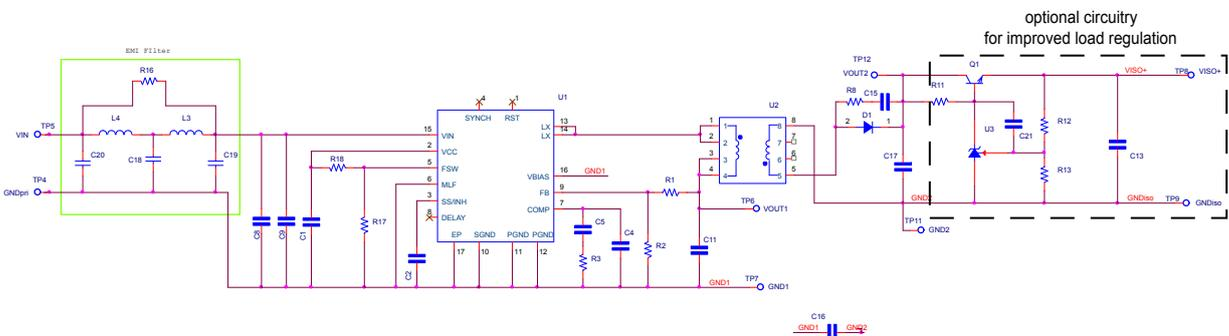 optional circuitry
for improved load regulation
EMI Filter
R16
L4
L3
TP5
VIN
C20
C18
C19
TP4
GNDpri
C8
C9
C1
R18
R17
C2
U1
4
1
SYNCH
RST
15
VIN
2
VCC
5
FSW
6
MLF
3
SS/INH
8
DELAY
LX
13
LX
14
VBIAS
16
GND1
FB
9
COMP
7
EP
SGND
PGND
PGND
17
10
11
12
C5
R3
C4
R2
R1
C11
TP6
VOUT1
TP7
GND1
GND1
U2
1
2
3
4
8
7
6
5
R8
C15
2
D1
1
TP12
VOUT2
C17
R11
Q1
U3
C21
R12
R13
C13
VISO+
TP8
VISO+
GND2
GNDiso
TP9
GNDiso
TP11
GND2
C16
GND1
GND2